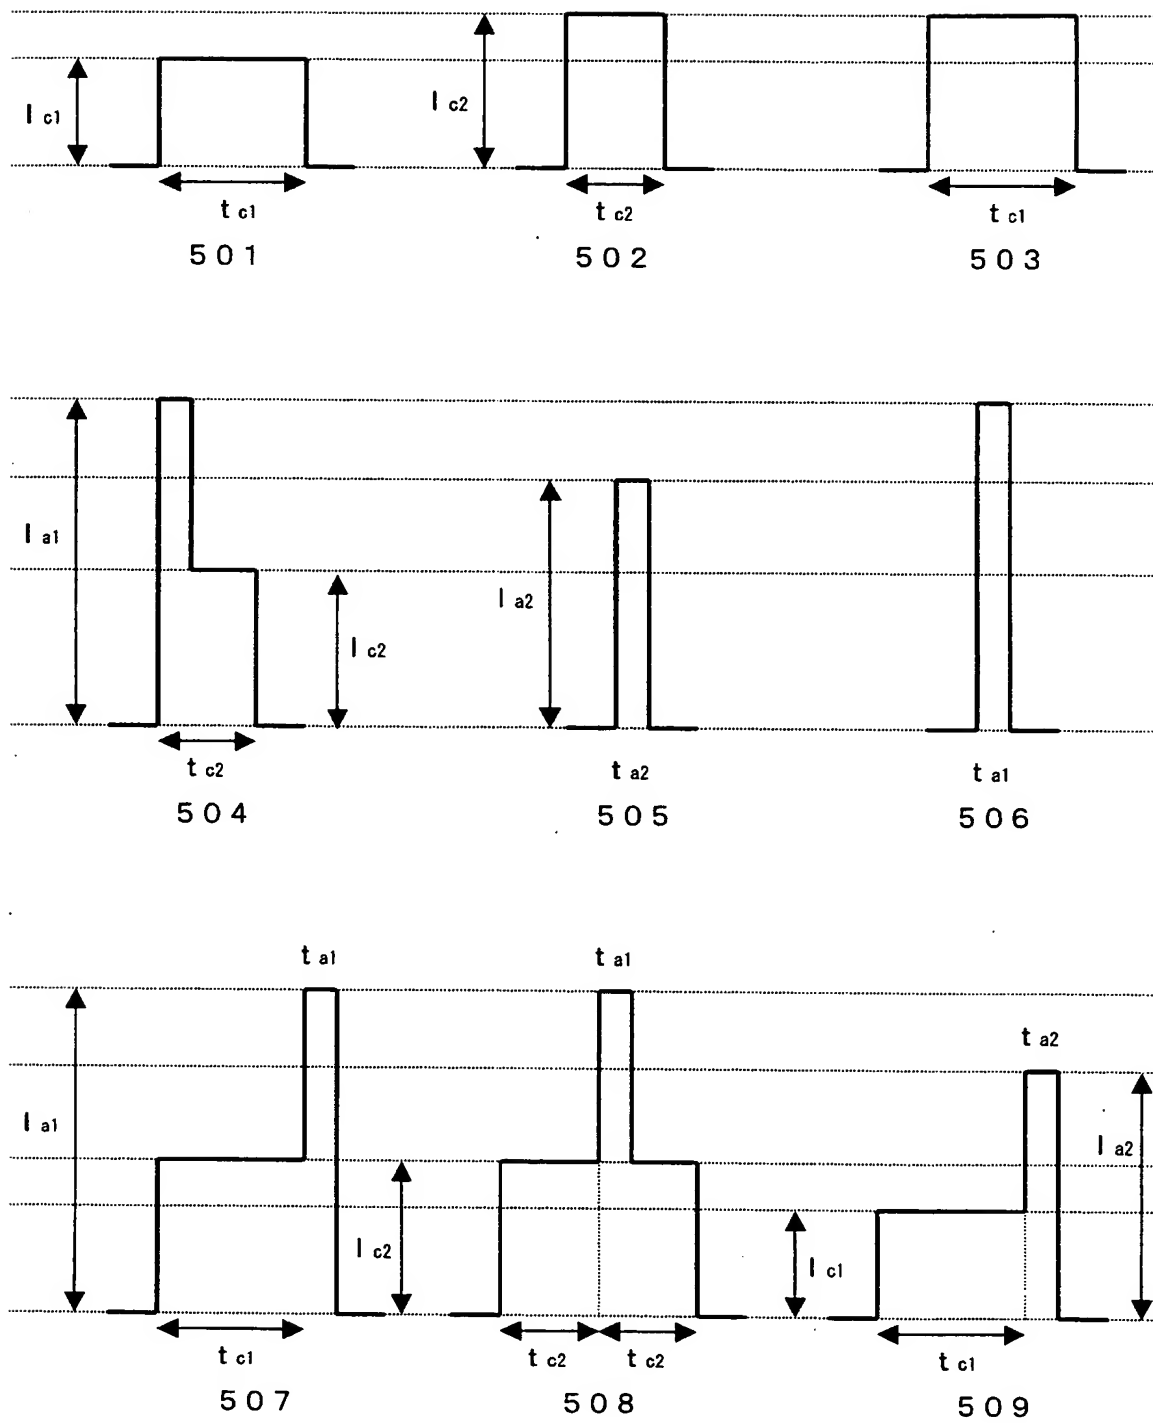 I c1
I c2
t c1
t c2
t c1
501
502
503
I a1
I a2
I c2
t c2
t a2
t a1
504
505
506
t a1
t a1
t a2
I a1
I a2
I c2
I c1
t c1
t c2
t c2
t c1
507
508
509